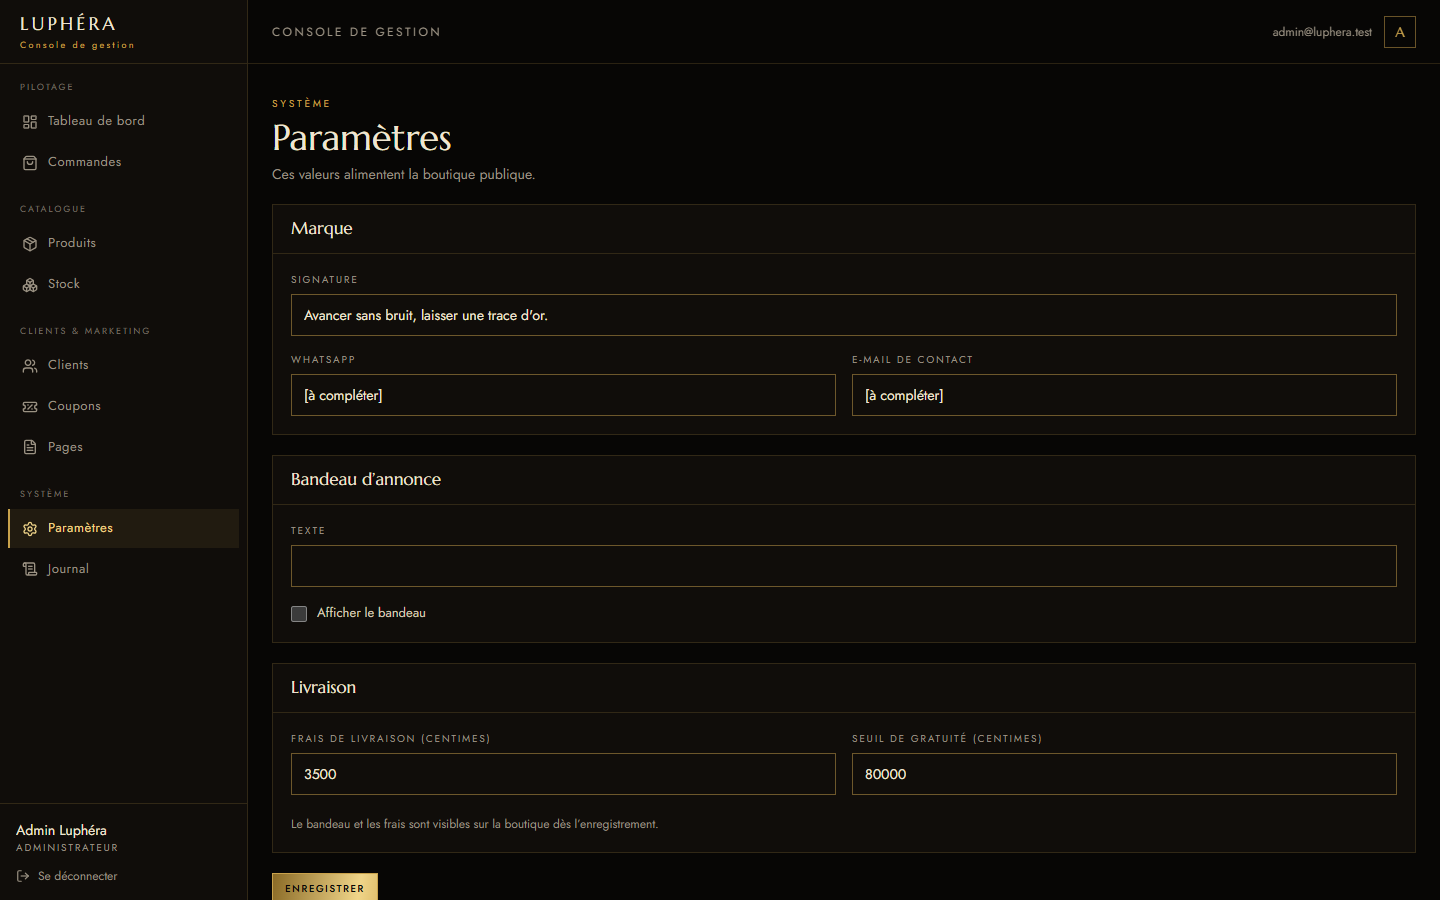 LUPHÉRA
Console de gestion
CONSOLE DE GESTION
admin@luphera.test
A
PILOTAGE
Tableau de bord
Commandes
CATALOGUE
Produits
Stock
CLIENTS & MARKETING
Clients
Coupons
Pages
SYSTÈME
Paramètres
Journal
Admin Luphéra
ADMINISTRATEUR
Se déconnecter
SYSTÈME
Paramètres
Ces valeurs alimentent la boutique publique.
Marque
SIGNATURE
Avancer sans bruit, laisser une trace d'or.
WHATSAPP
[à compléter]
E-MAIL DE CONTACT
[à compléter]
Bandeau d’annonce
TEXTE
Afficher le bandeau
Livraison
FRAIS DE LIVRAISON (CENTIMES)
3500
SEUIL DE GRATUITÉ (CENTIMES)
80000
Le bandeau et les frais sont visibles sur la boutique dès l’enregistrement.
ENREGISTRER